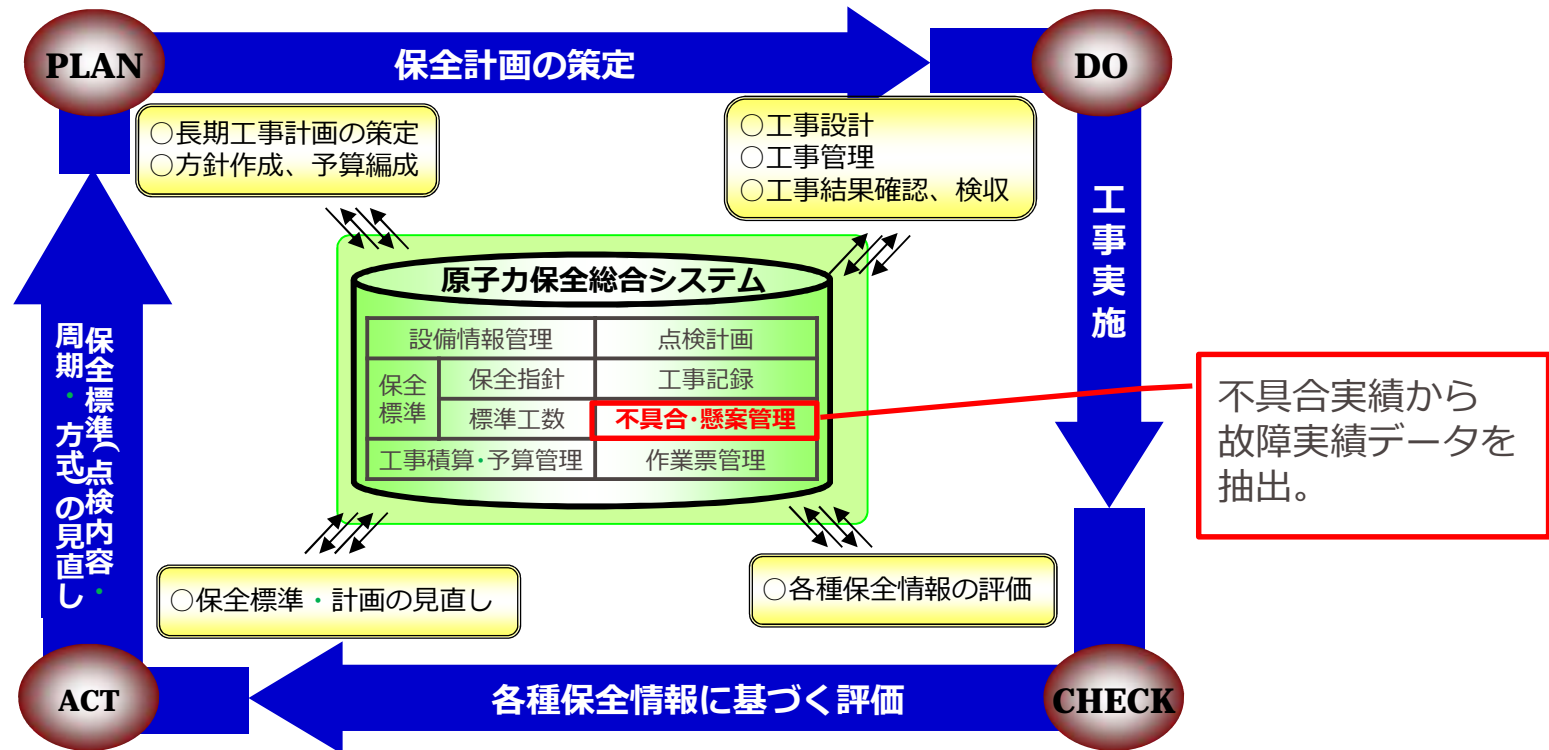 PLAN
保全計画の策定
DO
○長期工事計画の策定
○方針作成、予算編成
○工事設計
○工事管理
○工事結果確認、検収
工事実施
原子力保全総合システム
設備情報管理
点検計画
保全
標準
保全指針
工事記録
標準工数
不具合・懸案管理
工事積算・予算管理
作業票管理
不具合実績から
故障実績データを
抽出。
保全標準(点検内容・
周期・方式)の見直し
○保全標準・計画の見直し
○各種保全情報の評価
ACT
各種保全情報に基づく評価
CHECK